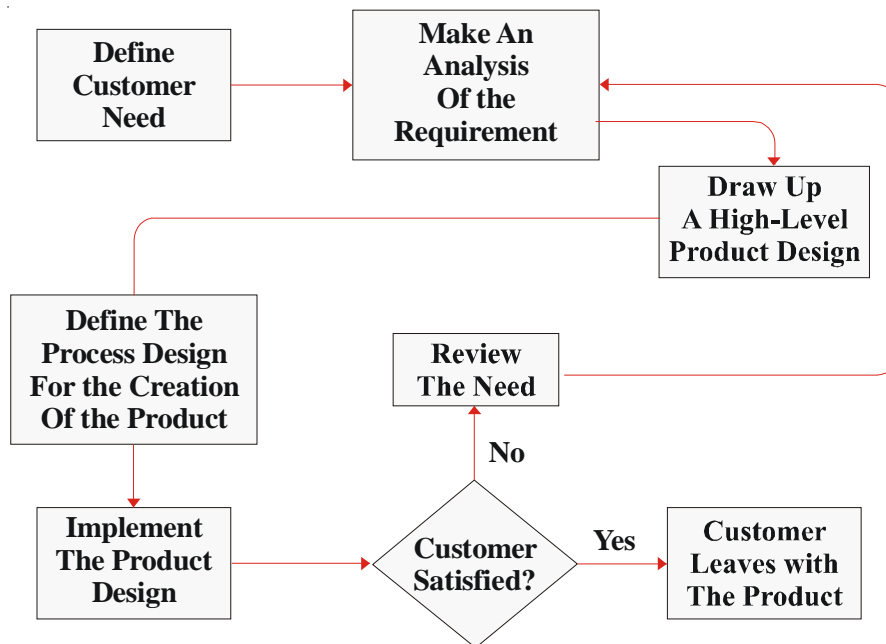 Define
Customer
Need
Make An
Analysis
Of the
Requirement
Draw Up
A High-Level
Product Design
Define The
Process Design
For the Creation
Of the Product
Implement
The Product
Design
Customer
Satisfied?
No
Review
The Need
Yes
Customer
Leaves with
The Product